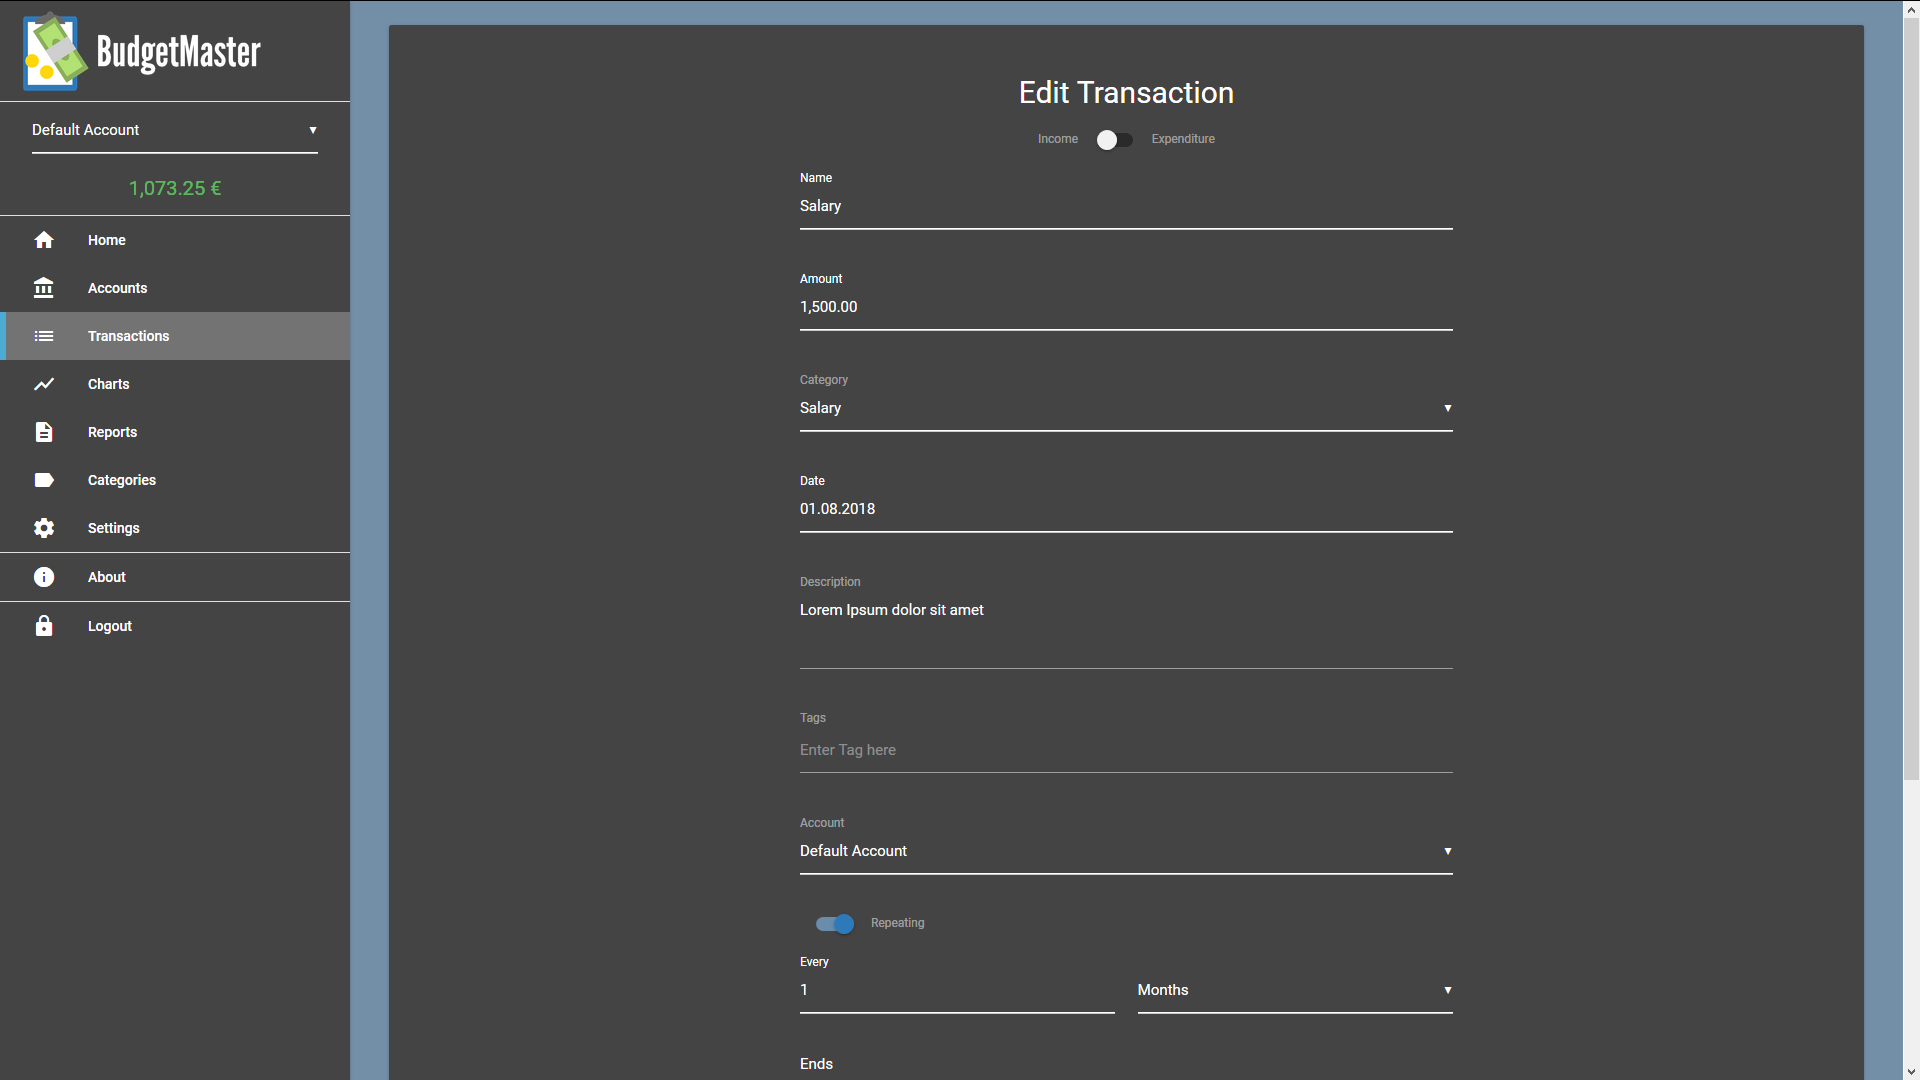 BudgetMaster
Default Account
1,073.25 €
Home
Accounts
Transactions
Charts
Reports
Categories
Settings
About
Logout
Edit Transaction
Income Expenditure
Name
Salary
Amount
1,500.00
Category
Salary
Date
01.08.2018
Description
Lorem Ipsum dolor sit amet
Tags
Enter Tag here
Account
Default Account
Repeating
Every
1 Months
Ends